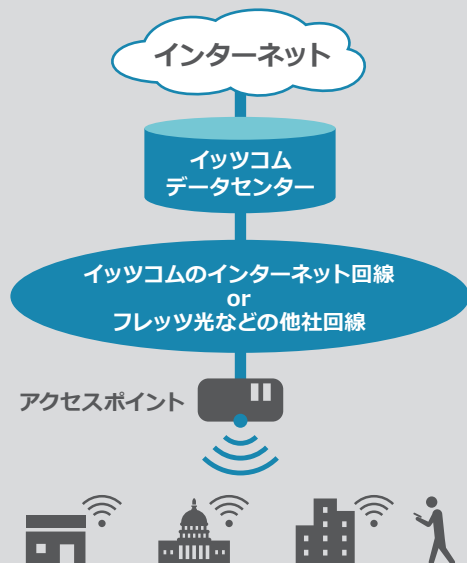 インターネット
イッツコム
データセンター
イッツコムのインターネット回線
or
フレッツ光などの他社回線
アクセスポイント